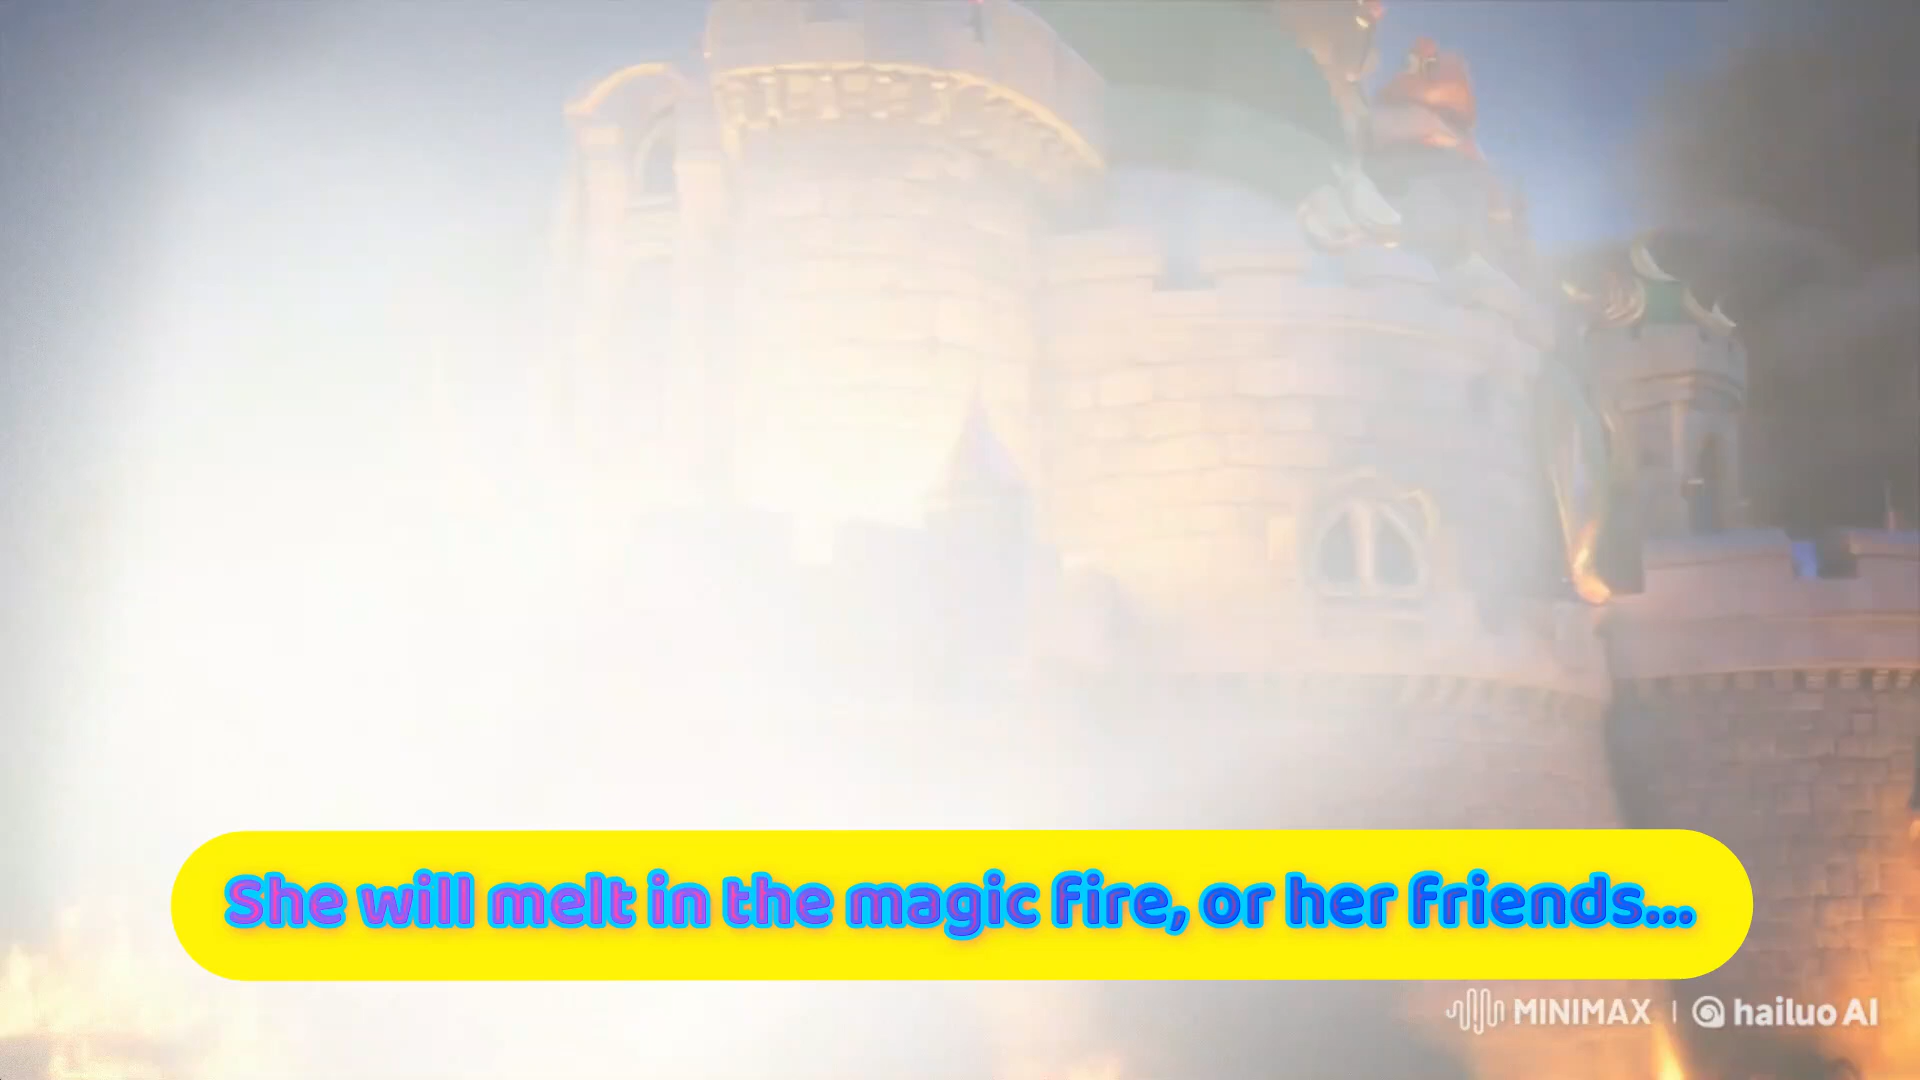 She will melt in the magic fire, or her friends...
MINIMAX | hailuo AI